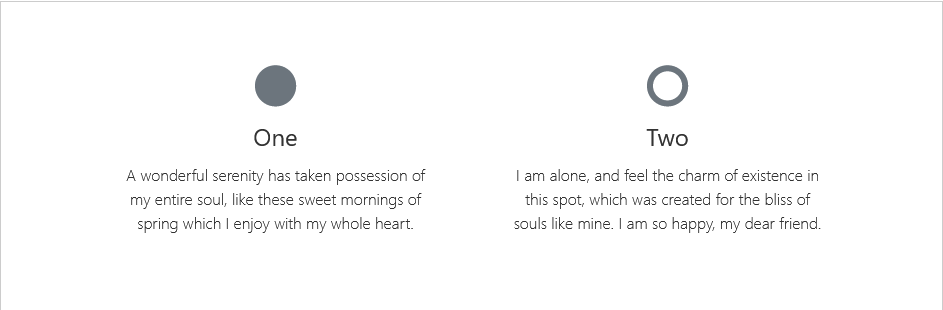 One
A wonderful serenity has taken possession of
my entire soul, like these sweet mornings of
spring which I enjoy with my whole heart.
Two
I am alone, and feel the charm of existence in
this spot, which was created for the bliss of
souls like mine. I am so happy, my dear friend.